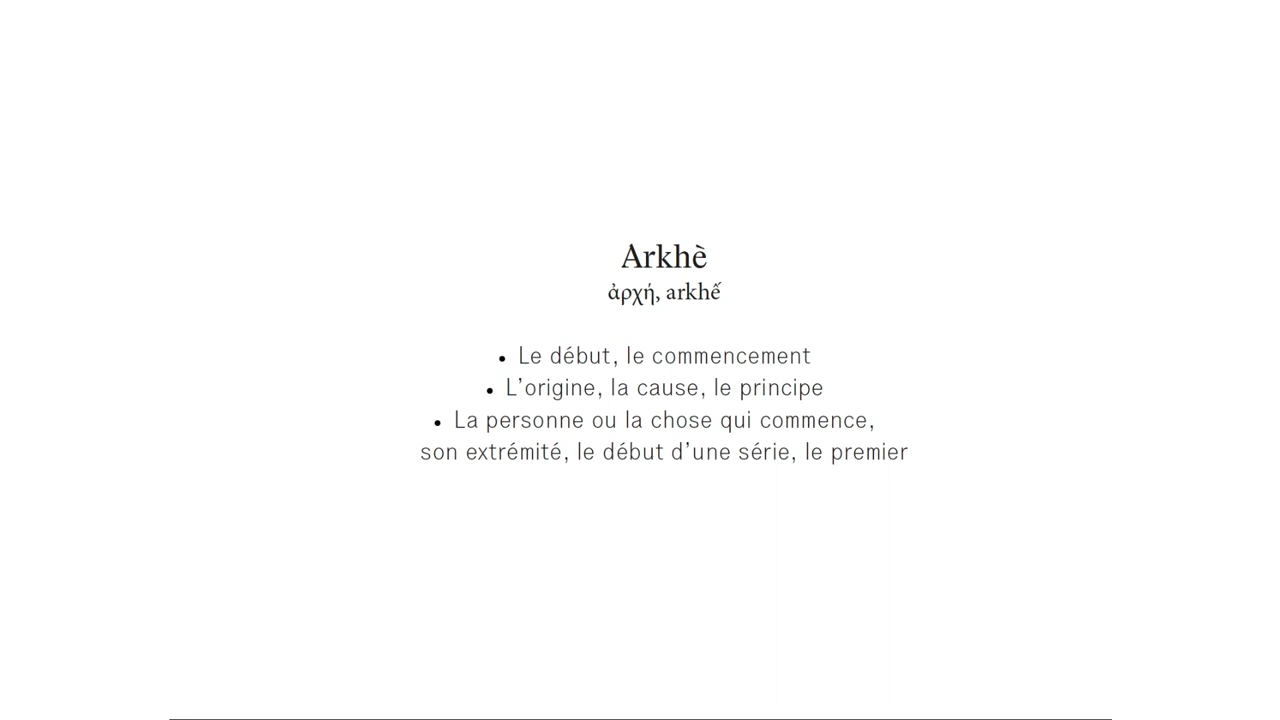 Arkhè
ἀρχή, arkhḗ
• Le début, le commencement
• L’origine, la cause, le principe
• La personne ou la chose qui commence,
son extrémité, le début d’une série, le premier